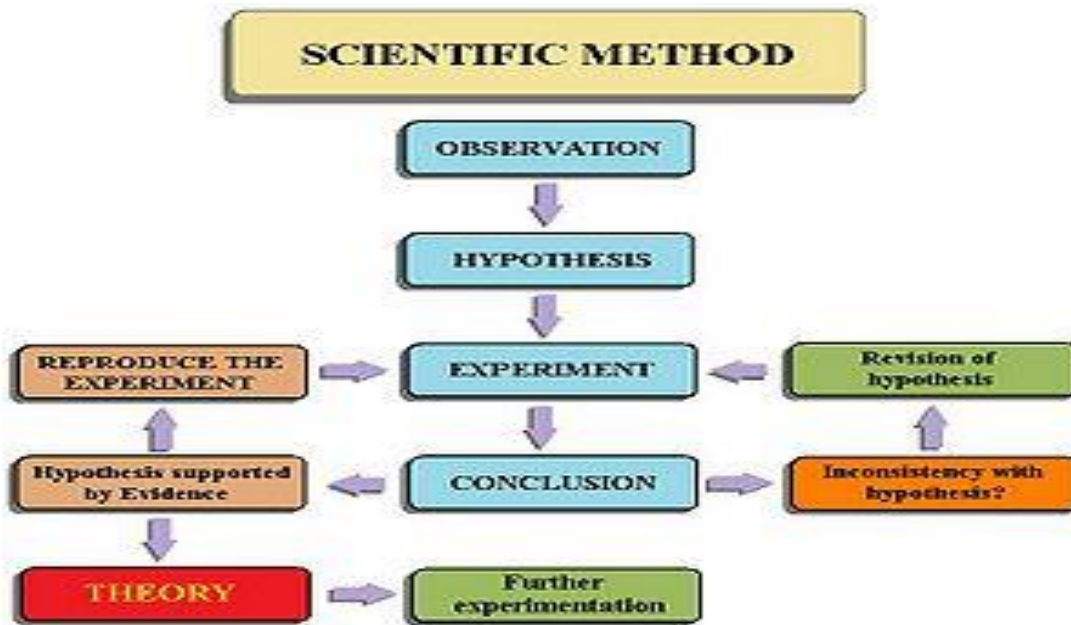 SCIENTIFIC METHOD
OBSERVATION
HYPOTHESIS
REPRODUCE THE
EXPERIMENT
EXPERIMENT
Revision of
hypothesis
Hypothesis supported
by Evidence
CONCLUSION
Inconsistency with
hypothesis?
THEORY
Further
experimentation